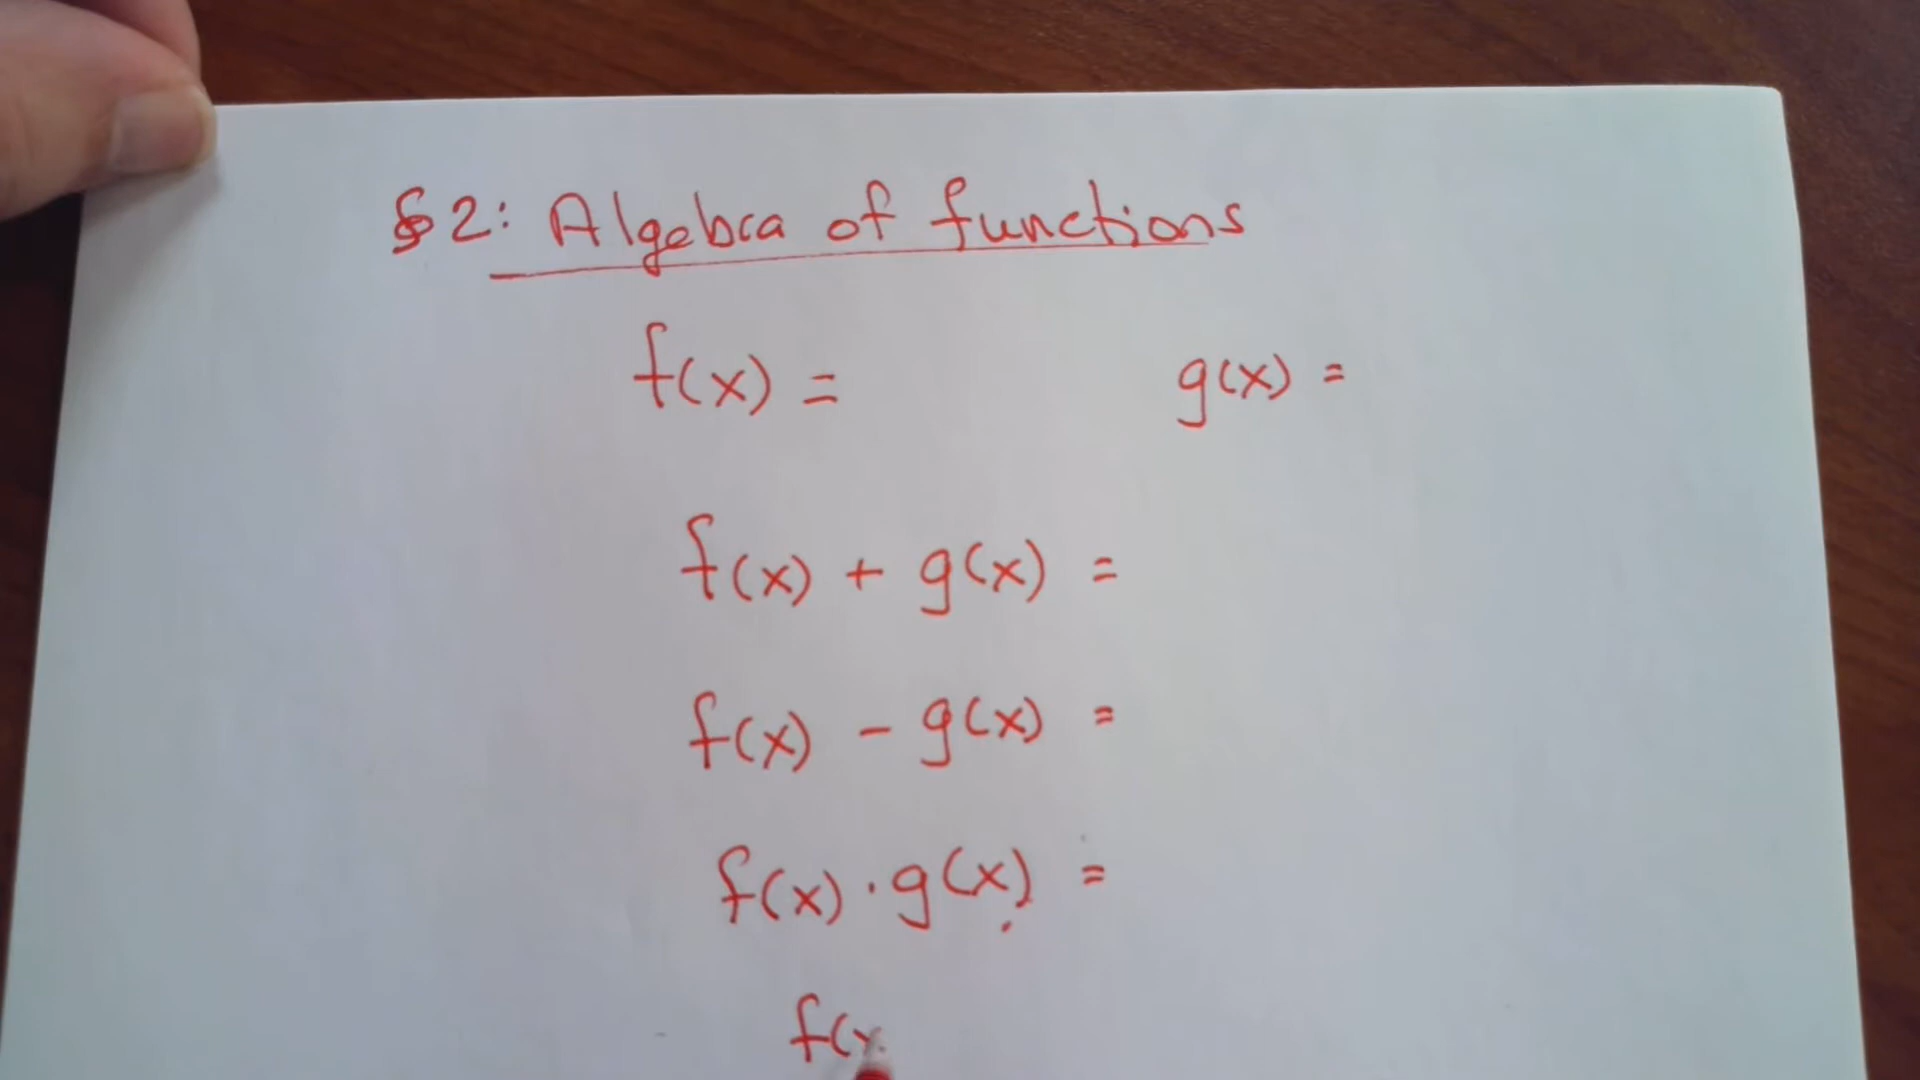 §2: Algebra of functions
f(x) = g(x) =
f(x) + g(x) =
f(x) - g(x) =
f(x) · g(x) =
f(x